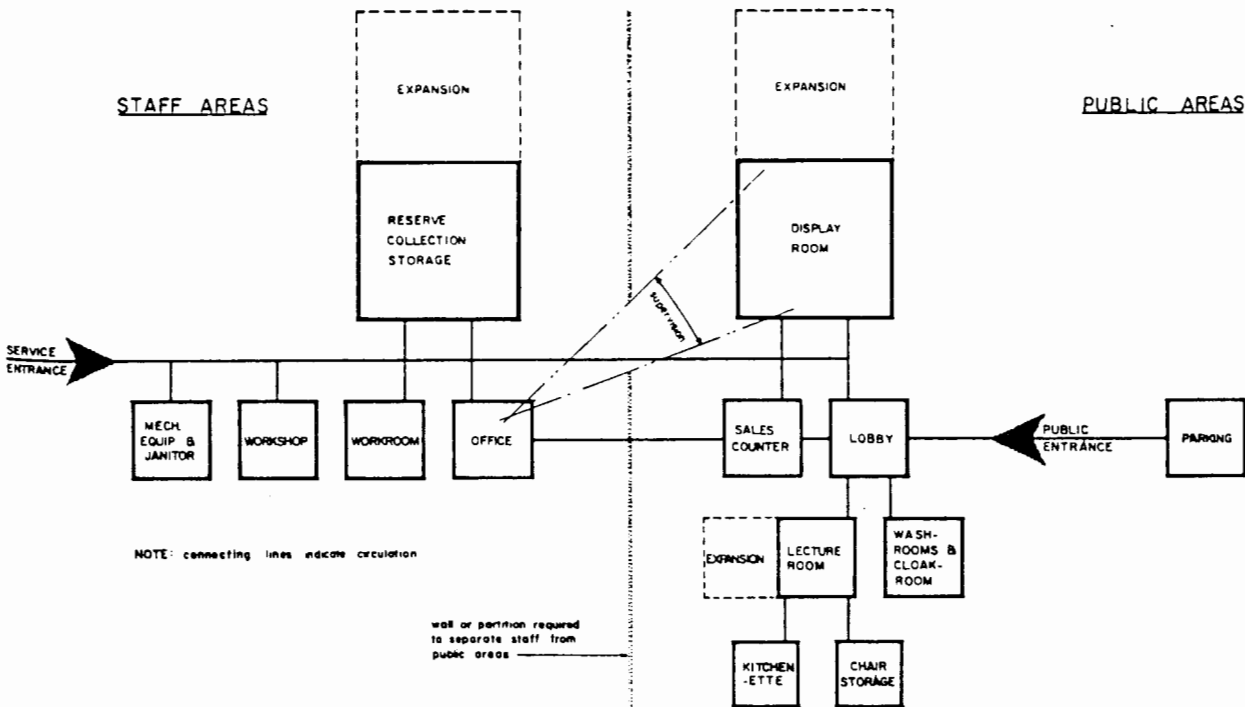 EXPANSION
EXPANSION
STAFF AREAS
PUBLIC AREAS
RESERVE
COLLECTION
STORAGE
DISPLAY
ROOM
supervision
SERVICE
ENTRANCE
MECH.
EQUIP &
JANITOR
WORKSHOP
WORKROOM
OFFICE
SALES
COUNTER
LOBBY
PUBLIC
ENTRANCE
PARKING
NOTE: connecting lines indicate circulation
EXPANSION
LECTURE
ROOM
WASH-
ROOMS &
CLOAK-
ROOM
wall or partition required
to separate staff from
public areas
KITCHEN
-ETTE
CHAIR
STORAGE